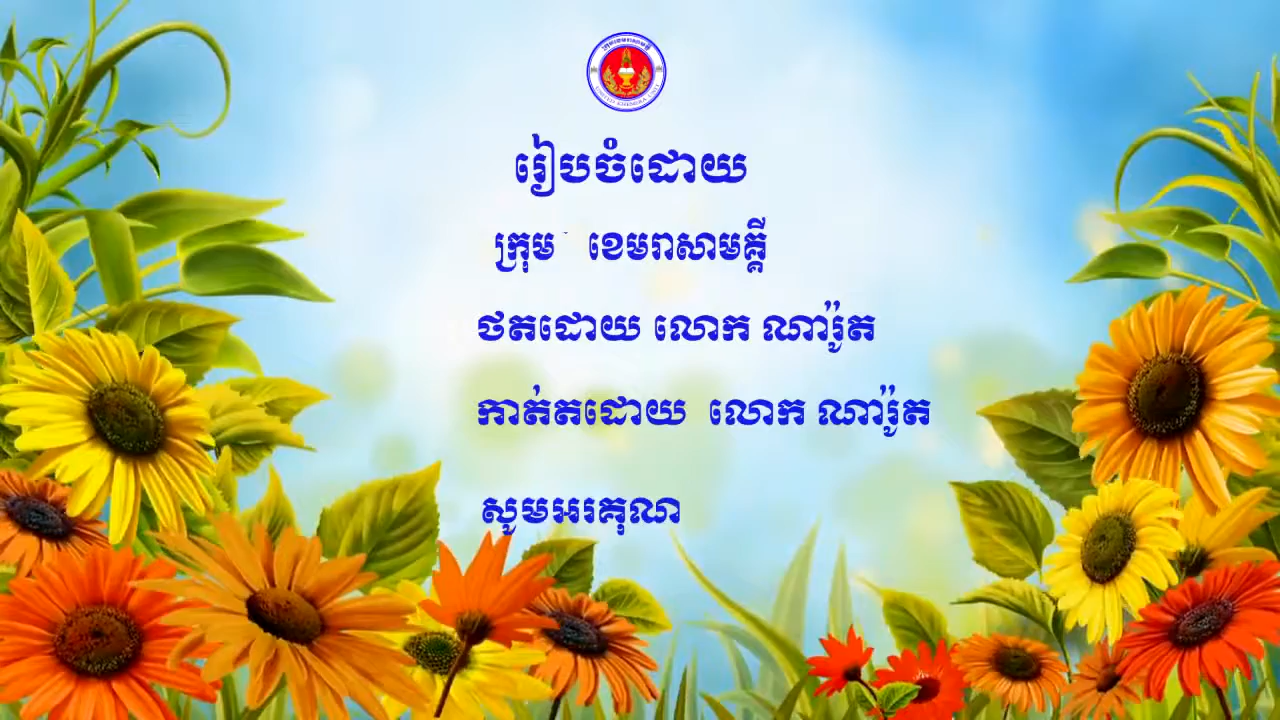 រៀបចំដោយ
ក្រុម ខេមរាសាមគ្គី
ថតដោយ លោក ណារ៉ូត
កាត់តដោយ លោក ណារ៉ូត
សូមអរគុណ